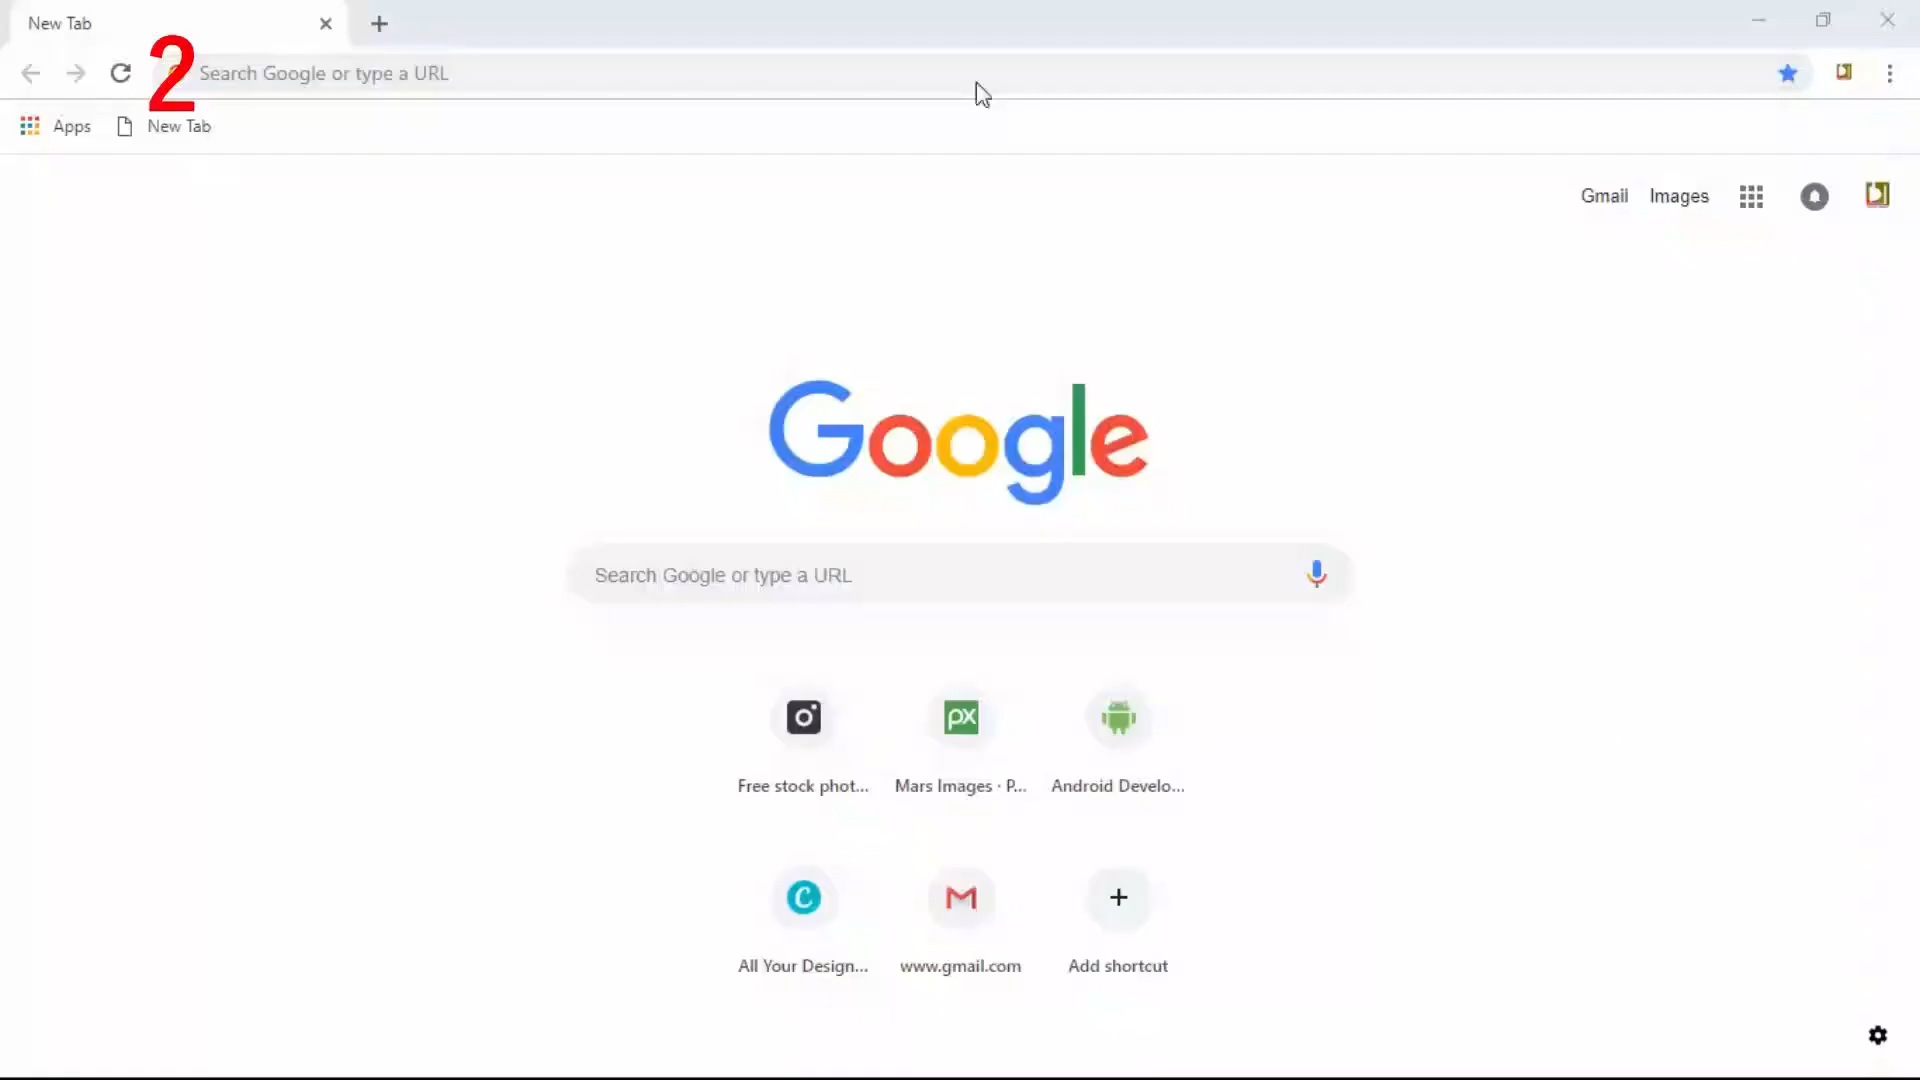 New Tab
2
Search Google or type a URL
Apps
New Tab
Gmail
Images
Google
Search Google or type a URL
px
Free stock phot...
Mars Images · P...
Android Develo...
C
All Your Design...
www.gmail.com
Add shortcut